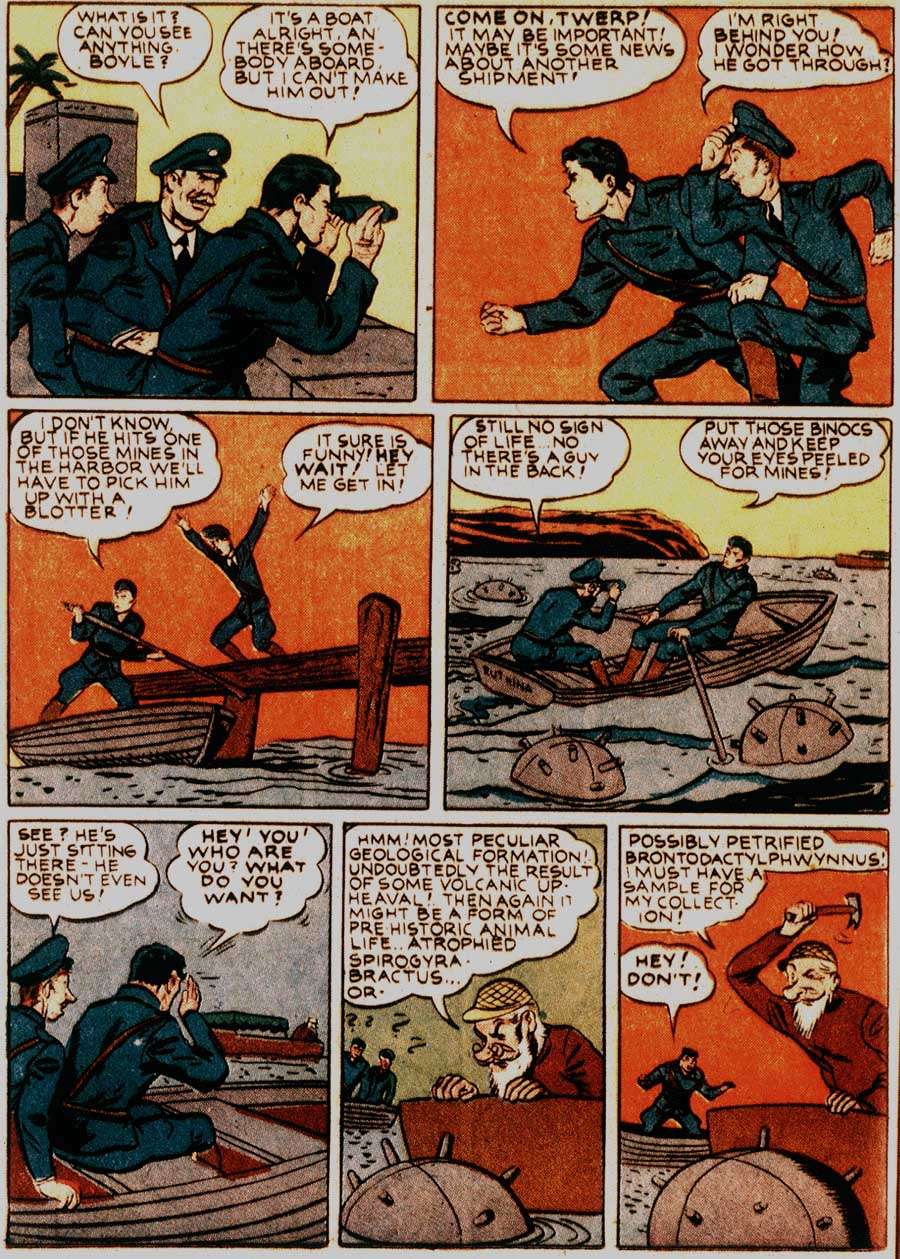 WHAT IS IT?
CAN YOU SEE
ANYTHING,
BOYLE?
IT'S A BOAT
ALRIGHT, AN'
THERE'S SOME-
BODY ABOARD,
BUT I CAN'T MAKE
HIM OUT!
COME ON, TWERP!
IT MAY BE IMPORTANT!
MAYBE IT'S SOME NEWS
ABOUT ANOTHER
SHIPMENT!
I'M RIGHT
BEHIND YOU!
I WONDER HOW
HE GOT THROUGH?
I DON'T KNOW,
BUT IF HE HITS ONE
OF THOSE MINES IN
THE HARBOR WE'LL
HAVE TO PICK HIM
UP WITH A
BLOTTER!
IT SURE IS
FUNNY! HEY
WAIT! LET
ME GET IN!
STILL NO SIGN
OF LIFE... NO
THERE'S A GUY
IN THE BACK!
PUT THOSE BINOCS
AWAY AND KEEP
YOUR EYES PEELED
FOR MINES!
SEE? HE'S
JUST SITTING
THERE - HE
DOESN'T EVEN
SEE US!
HEY! YOU!
WHO ARE
YOU? WHAT
DO YOU
WANT?
HMM! MOST PECULIAR
GEOLOGICAL FORMATION!
UNDOUBTEDLY THE RESULT
OF SOME VOLCANIC UP-
HEAVAL! THEN AGAIN IT
MIGHT BE A FORM OF
PRE-HISTORIC ANIMAL
LIFE.. ATROPHIED
SPIROGYRA-
BRACTUS...
OR-
? ? ? ?
POSSIBLY PETRIFIED
BRONTODACTYLPHWYNNUS!
I MUST HAVE A
SAMPLE FOR
MY COLLECT-
ION!
HEY!
DON'T!